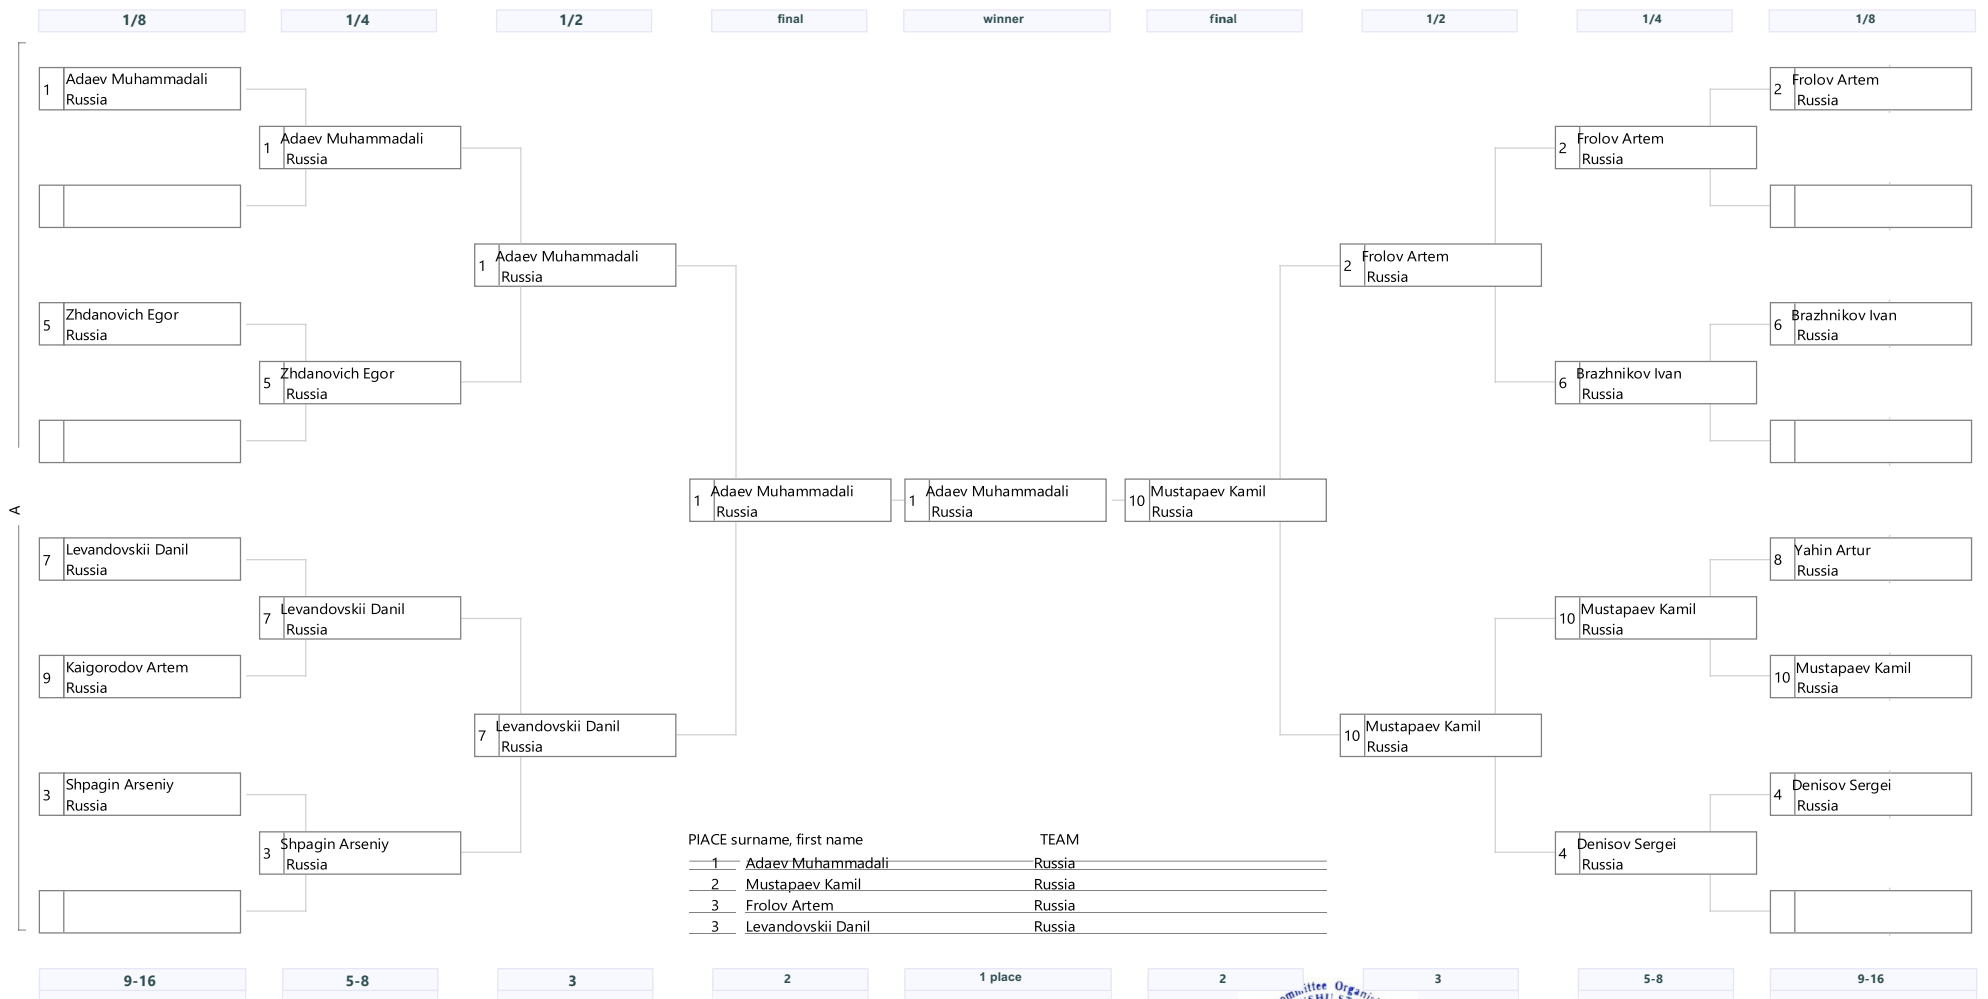 1/8 1/4 1/2 final winner final 1/2 1/4 1/8
1 Adaev Muhammadali
Russia
2 Frolov Artem
Russia
1 Adaev Muhammadali
Russia
2 Frolov Artem
Russia
1 Adaev Muhammadali
Russia
2 Frolov Artem
Russia
5 Zhdanovich Egor
Russia
6 Brazhnikov Ivan
Russia
5 Zhdanovich Egor
Russia
6 Brazhnikov Ivan
Russia
A
1 Adaev Muhammadali
Russia
1 Adaev Muhammadali
Russia
10 Mustapaev Kamil
Russia
7 Levandovskii Danil
Russia
8 Yahin Artur
Russia
7 Levandovskii Danil
Russia
10 Mustapaev Kamil
Russia
9 Kaigorodov Artem
Russia
10 Mustapaev Kamil
Russia
7 Levandovskii Danil
Russia
10 Mustapaev Kamil
Russia
3 Shpagin Arseniy
Russia
4 Denisov Sergei
Russia
3 Shpagin Arseniy
Russia
4 Denisov Sergei
Russia
PIACE surname, first name TEAM
1 Adaev Muhammadali Russia
2 Mustapaev Kamil Russia
3 Frolov Artem Russia
3 Levandovskii Danil Russia
9-16 5-8 3 2 1 place 2 3 5-8 9-16